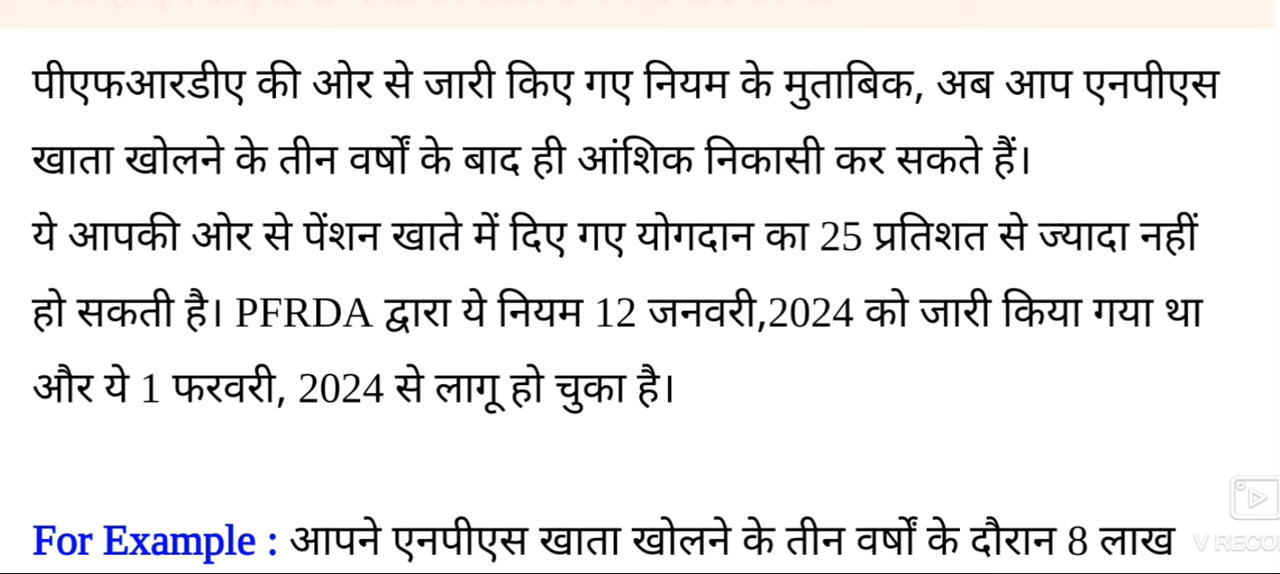 पीएफआरडीए की ओर से जारी किए गए नियम के मुताबिक, अब आप एनपीएस
खाता खोलने के तीन वर्षों के बाद ही आंशिक निकासी कर सकते हैं।
ये आपकी ओर से पेंशन खाते में दिए गए योगदान का 25 प्रतिशत से ज्यादा नहीं
हो सकती है। PFRDA द्वारा ये नियम 12 जनवरी,2024 को जारी किया गया था
और ये 1 फरवरी, 2024 से लागू हो चुका है।
For Example : आपने एनपीएस खाता खोलने के तीन वर्षों के दौरान 8 लाख
V RECO